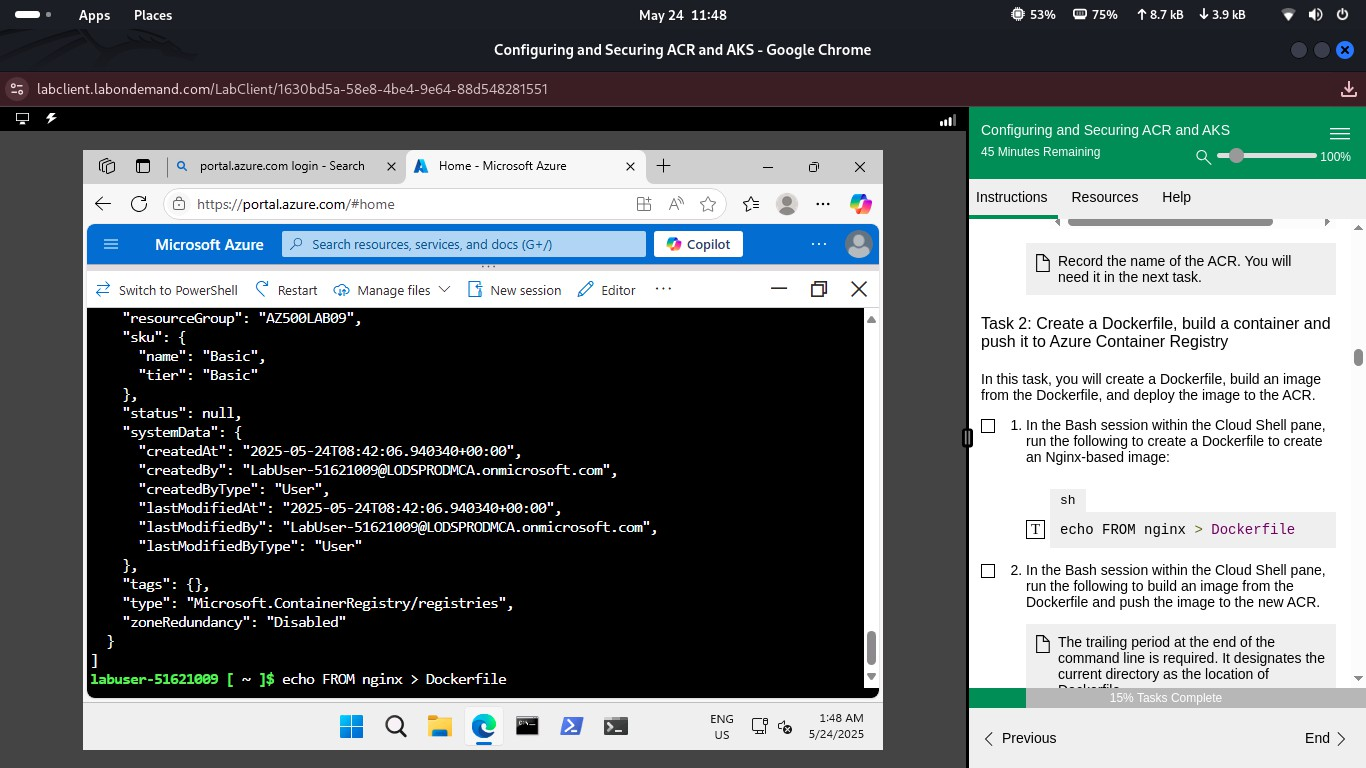 Apps Places May 24 11:48 53% 75% 8.7 kB 3.9 kB
Configuring and Securing ACR and AKS - Google Chrome
labclient.labondemand.com/LabClient/1630bd5a-58e8-4be4-9e64-88d548281551
portal.azure.com login - Search
Home - Microsoft Azure
https://portal.azure.com/#home
Microsoft Azure
Search resources, services, and docs (G+/)
Copilot
Switch to PowerShell Restart Manage files New session Editor
"resourceGroup": "AZ500LAB09",
"sku": {
"name": "Basic",
"tier": "Basic"
},
"status": null,
"systemData": {
"createdAt": "2025-05-24T08:42:06.940340+00:00",
"createdBy": "LabUser-51621009@LODSPRODMCA.onmicrosoft.com",
"createdByType": "User",
"lastModifiedAt": "2025-05-24T08:42:06.940340+00:00",
"lastModifiedBy": "LabUser-51621009@LODSPRODMCA.onmicrosoft.com",
"lastModifiedByType": "User"
},
"tags": {},
"type": "Microsoft.ContainerRegistry/registries",
"zoneRedundancy": "Disabled"
}
]
labuser-51621009 [ ~ ]$ echo FROM nginx > Dockerfile
ENG
US
1:48 AM
5/24/2025
Configuring and Securing ACR and AKS
45 Minutes Remaining
100%
Instructions Resources Help
Record the name of the ACR. You will
need it in the next task.
Task 2: Create a Dockerfile, build a container and
push it to Azure Container Registry
In this task, you will create a Dockerfile, build an image
from the Dockerfile, and deploy the image to the ACR.
1. In the Bash session within the Cloud Shell pane,
run the following to create a Dockerfile to create
an Nginx-based image:
sh
T echo FROM nginx > Dockerfile
2. In the Bash session within the Cloud Shell pane,
run the following to build an image from the
Dockerfile and push the image to the new ACR.
The trailing period at the end of the
command line is required. It designates the
current directory as the location of
Dockerfile.
15% Tasks Complete
Previous End